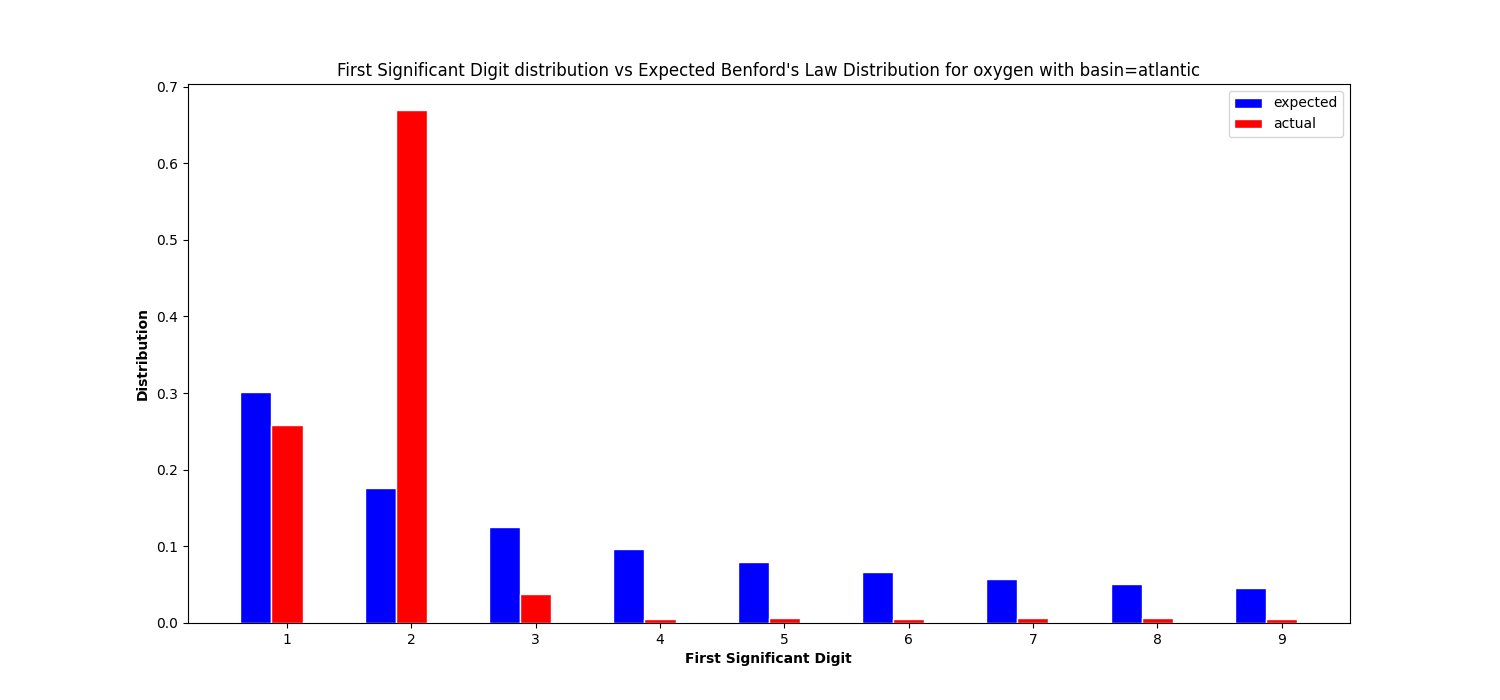 First Significant Digit distribution vs Expected Benford's Law Distribution for oxygen with basin=atlantic
expected
actual
0.7
0.6
0.5
0.4
0.3
0.2
0.1
0.0
Distribution
1 2 3 4 5 6 7 8 9
First Significant Digit